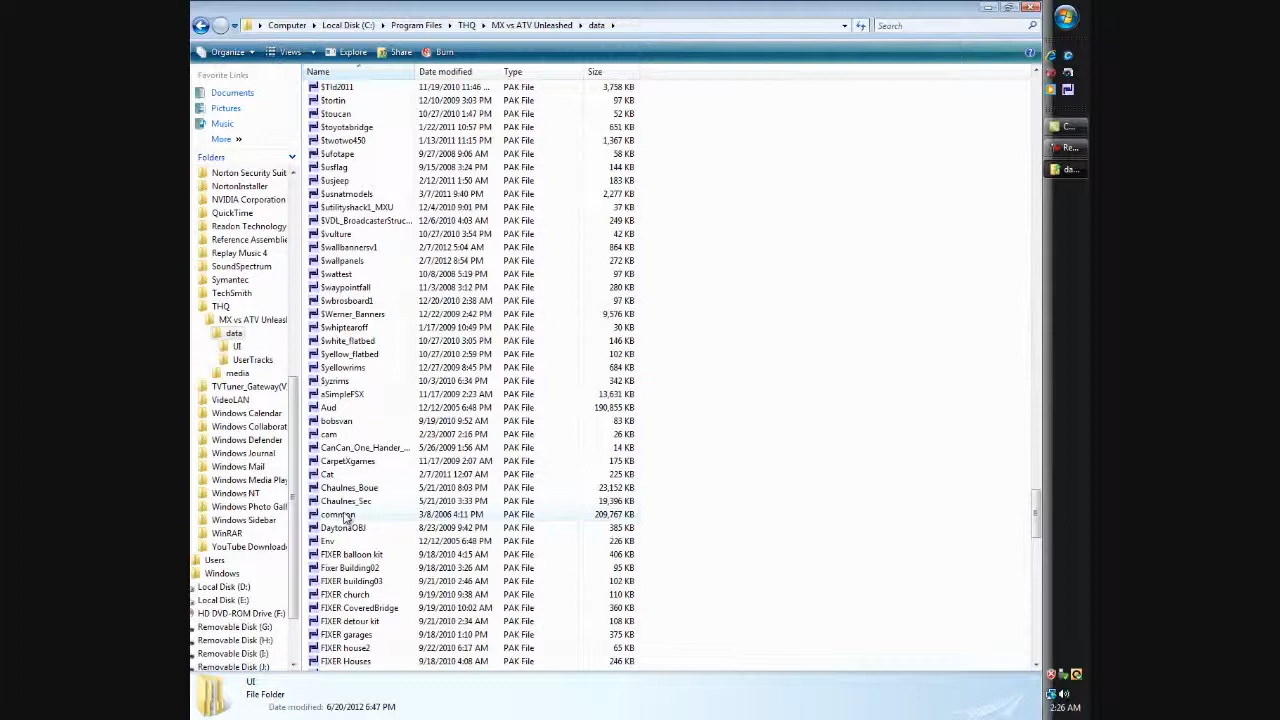 Computer Local Disk (C:) Program Files THQ MX vs ATV Unleashed data Search
Organize Views Explore Share Burn
Favorite Links
Documents
Pictures
Music
More »
Folders
Norton Security Suit
NortonInstaller
NVIDIA Corporation
QuickTime
Readon Technology
Reference Assemblie
Replay Music 4
SoundSpectrum
Symantec
TechSmith
THQ
MX vs ATV Unleash
data
UI
UserTracks
media
TVTuner_Gateway(V
VideoLAN
Windows Calendar
Windows Collaborat
Windows Defender
Windows Journal
Windows Mail
Windows Media Play
Windows NT
Windows Photo Gall
Windows Sidebar
WinRAR
YouTube Download
Users
Windows
Local Disk (D:)
Local Disk (E:)
HD DVD-ROM Drive (F:)
Removable Disk (G:)
Removable Disk (H:)
Removable Disk (I:)
Removable Disk (J:)
Name Date modified Type Size
$Tld2011 11/19/2010 11:46 ... PAK File 3,758 KB
$tortin 12/10/2009 3:03 PM PAK File 97 KB
$toucan 10/27/2010 1:47 PM PAK File 52 KB
$toyotabridge 1/22/2011 10:57 PM PAK File 651 KB
$twotwo450 1/13/2011 11:15 PM PAK File 1,367 KB
$ufotape 9/27/2008 9:06 AM PAK File 58 KB
$usflag 9/15/2008 3:24 PM PAK File 144 KB
$usjeep 2/12/2011 1:50 AM PAK File 183 KB
$usnatmodels 3/7/2011 9:40 PM PAK File 2,277 KB
$utilityshack1_MXU 12/4/2010 9:01 PM PAK File 37 KB
$VDL_BroadcasterStruc... 12/6/2010 4:03 AM PAK File 249 KB
$vulture 10/27/2010 3:54 PM PAK File 42 KB
$wallbannersv1 2/7/2012 5:04 AM PAK File 864 KB
$wallpanels 2/7/2012 8:54 PM PAK File 272 KB
$wattest 10/8/2008 5:19 PM PAK File 97 KB
$waypointfall 11/3/2008 3:12 PM PAK File 280 KB
$wbrosboard1 12/20/2010 2:38 AM PAK File 97 KB
$Werner_Banners 12/22/2009 2:42 PM PAK File 9,576 KB
$whiptearoff 1/17/2009 10:49 PM PAK File 30 KB
$white_flatbed 10/27/2010 3:05 PM PAK File 146 KB
$yellow_flatbed 10/27/2010 2:59 PM PAK File 102 KB
$yellowrims 12/27/2009 8:45 PM PAK File 684 KB
$yzrims 10/3/2010 6:34 PM PAK File 342 KB
aSimpleFSX 11/17/2009 2:23 AM PAK File 13,631 KB
Aud 12/12/2005 6:48 PM PAK File 190,855 KB
bobsvan 9/19/2010 9:52 AM PAK File 83 KB
cam 2/23/2007 2:16 PM PAK File 26 KB
CanCan_One_Hander_... 5/26/2009 1:56 AM PAK File 14 KB
CarpetXgames 11/17/2009 2:07 AM PAK File 175 KB
Cat 2/7/2011 12:07 AM PAK File 225 KB
Chaulnes_Boue 5/21/2010 8:03 PM PAK File 23,152 KB
Chaulnes_Sec 5/21/2010 3:33 PM PAK File 19,396 KB
common 3/8/2006 4:11 PM PAK File 209,767 KB
DaytonaOBJ 8/23/2009 9:42 PM PAK File 385 KB
Env 12/12/2005 6:48 PM PAK File 226 KB
FIXER balloon kit 9/18/2010 4:15 AM PAK File 406 KB
Fixer Building02 9/18/2010 3:26 AM PAK File 95 KB
FIXER building03 9/21/2010 2:46 AM PAK File 102 KB
FIXER church 9/19/2010 9:38 AM PAK File 110 KB
FIXER CoveredBridge 9/19/2010 10:02 AM PAK File 360 KB
FIXER detour kit 9/21/2010 2:34 AM PAK File 108 KB
FIXER garages 9/18/2010 1:10 PM PAK File 375 KB
FIXER house2 9/22/2010 6:17 AM PAK File 65 KB
FIXER Houses 9/18/2010 4:08 AM PAK File 246 KB
UI
File Folder
Date modified: 6/20/2012 6:47 PM
C...
Re...
da...
2:26 AM